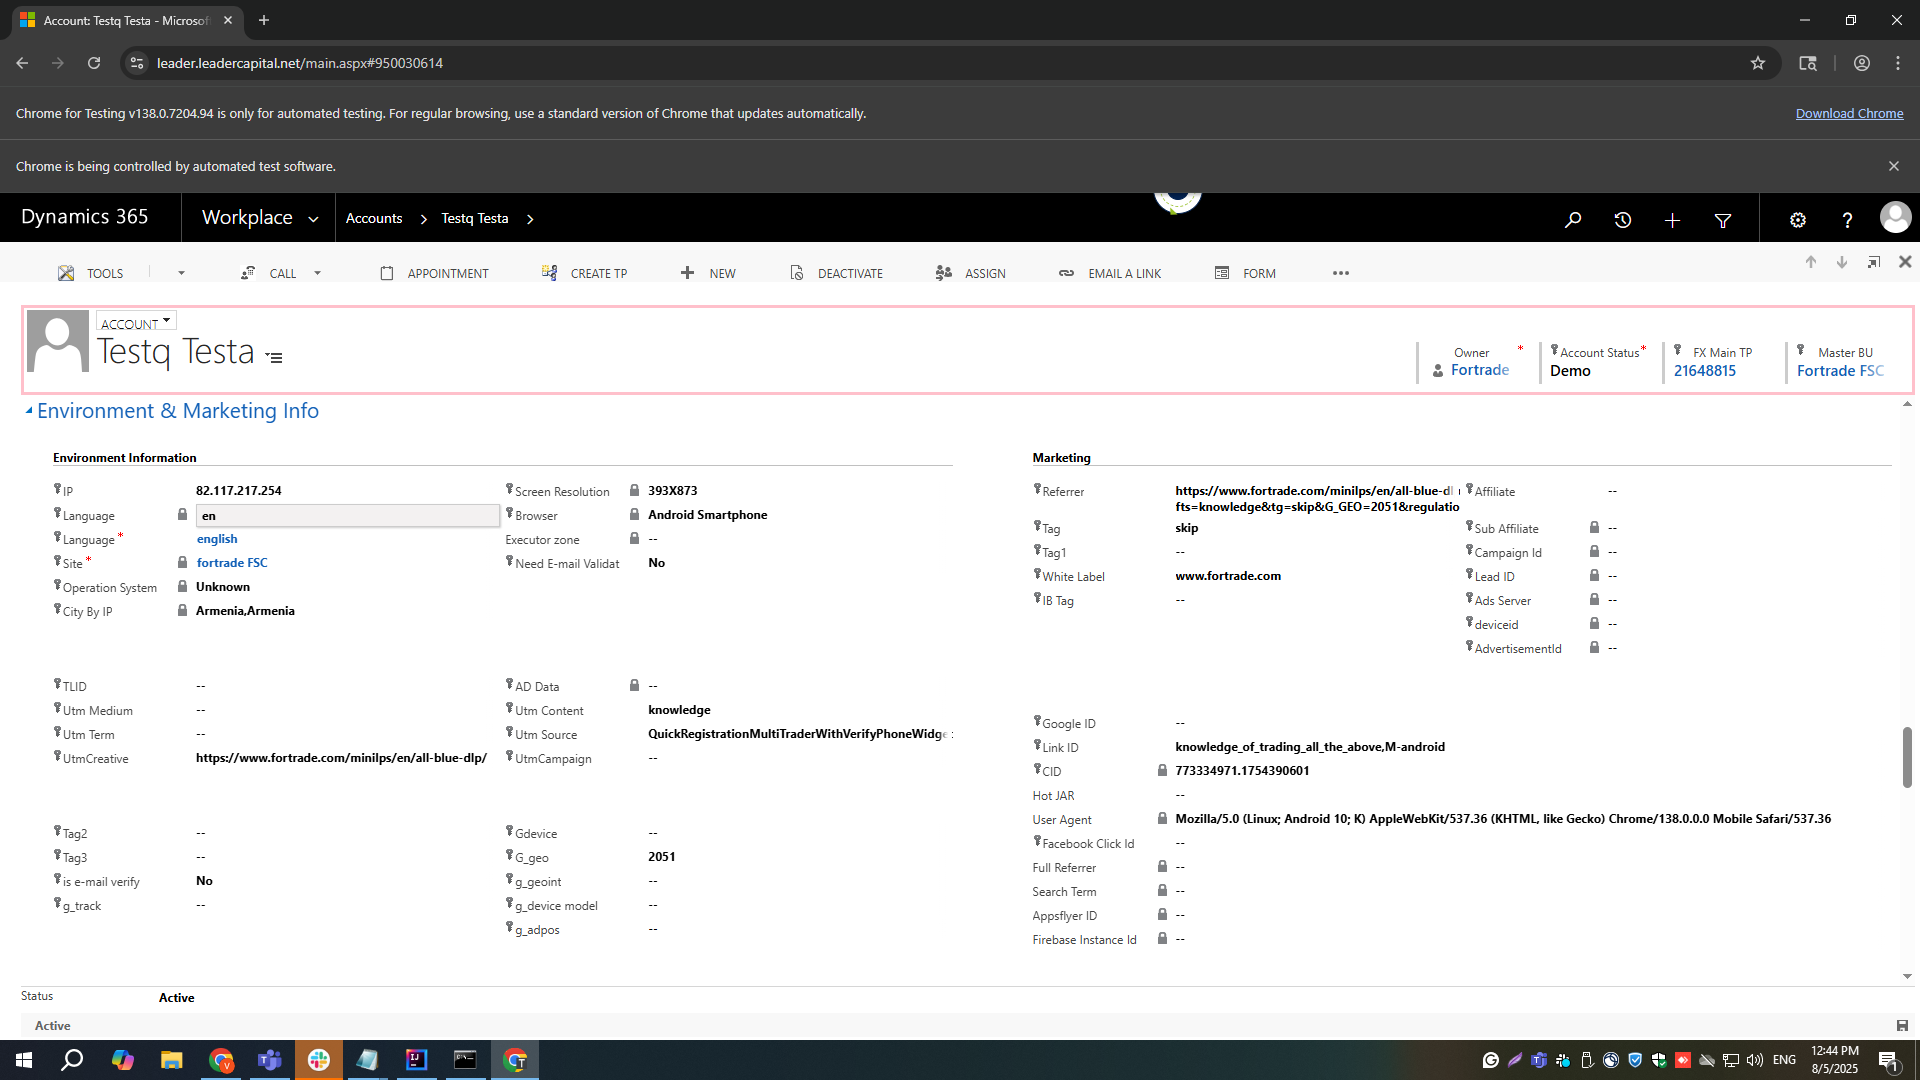 Account: Testq Testa - Microsof
leader.leadercapital.net/main.aspx#950030614
Chrome for Testing v138.0.7204.94 is only for automated testing. For regular browsing, use a standard version of Chrome that updates automatically.
Download Chrome
Chrome is being controlled by automated test software.
Dynamics 365
Workplace
Accounts
Testq Testa
TOOLS
CALL
APPOINTMENT
CREATE TP
NEW
DEACTIVATE
ASSIGN
EMAIL A LINK
FORM
ACCOUNT
Testq Testa
Owner *
Fortrade
Account Status *
Demo
FX Main TP
21648815
Master BU
Fortrade FSC
Environment & Marketing Info
Environment Information
IP 82.117.217.254
Language en
Language * english
Site * fortrade FSC
Operation System Unknown
City By IP Armenia,Armenia
Screen Resolution 393X873
Browser Android Smartphone
Executor zone --
Need E-mail Validat No
TLID --
Utm Medium --
Utm Term --
UtmCreative https://www.fortrade.com/minilps/en/all-blue-dlp/
AD Data --
Utm Content knowledge
Utm Source QuickRegistrationMultiTraderWithVerifyPhoneWidge
UtmCampaign --
Tag2 --
Tag3 --
is e-mail verify No
g_track --
Gdevice --
G_geo 2051
g_geoint --
g_device model --
g_adpos --
Marketing
Referrer https://www.fortrade.com/minilps/en/all-blue-dl
fts=knowledge&tg=skip&G_GEO=2051&regulatio
Tag skip
Tag1 --
White Label www.fortrade.com
IB Tag --
Affiliate --
Sub Affiliate --
Campaign Id --
Lead ID --
Ads Server --
deviceid --
AdvertisementId --
Google ID --
Link ID knowledge_of_trading_all_the_above,M-android
CID 773334971.1754390601
Hot JAR --
User Agent Mozilla/5.0 (Linux; Android 10; K) AppleWebKit/537.36 (KHTML, like Gecko) Chrome/138.0.0.0 Mobile Safari/537.36
Facebook Click Id --
Full Referrer --
Search Term --
Appsflyer ID --
Firebase Instance Id --
Status Active
Active
ENG
12:44 PM
8/5/2025
1